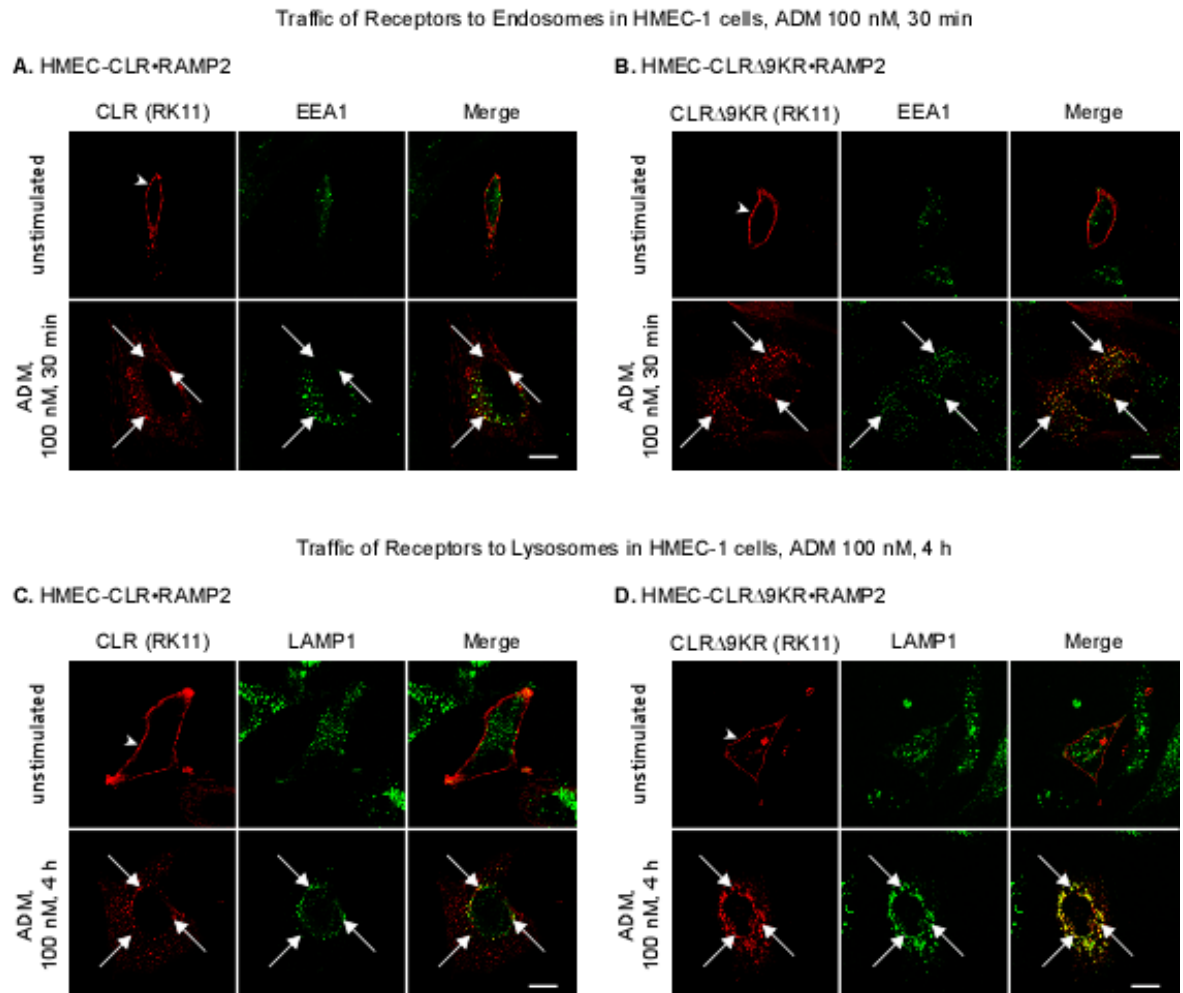 Traffic of Receptors to Endosomes in HMEC-1 cells, ADM 100 nM, 30 min
A. HMEC-CLR•RAMP2
CLR (RK11) EEA1 Merge
unstimulated
ADM,
100 nM, 30 min
B. HMEC-CLRΔ9KR•RAMP2
CLRΔ9KR (RK11) EEA1 Merge
unstimulated
ADM,
100 nM, 30 min
Traffic of Receptors to Lysosomes in HMEC-1 cells, ADM 100 nM, 4 h
C. HMEC-CLR•RAMP2
CLR (RK11) LAMP1 Merge
unstimulated
ADM,
100 nM, 4 h
D. HMEC-CLRΔ9KR•RAMP2
CLRΔ9KR (RK11) LAMP1 Merge
unstimulated
ADM,
100 nM, 4 h